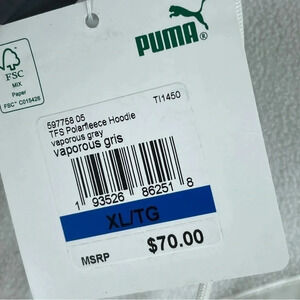 PUMA®
FSC
MIX
Paper
FSC® C015426
597758 05
TI1450
TFS Polarfleece Hoodie
vaporous gray
vaporous gris
1 93526 86251 8
XL/TG
MSRP $70.00